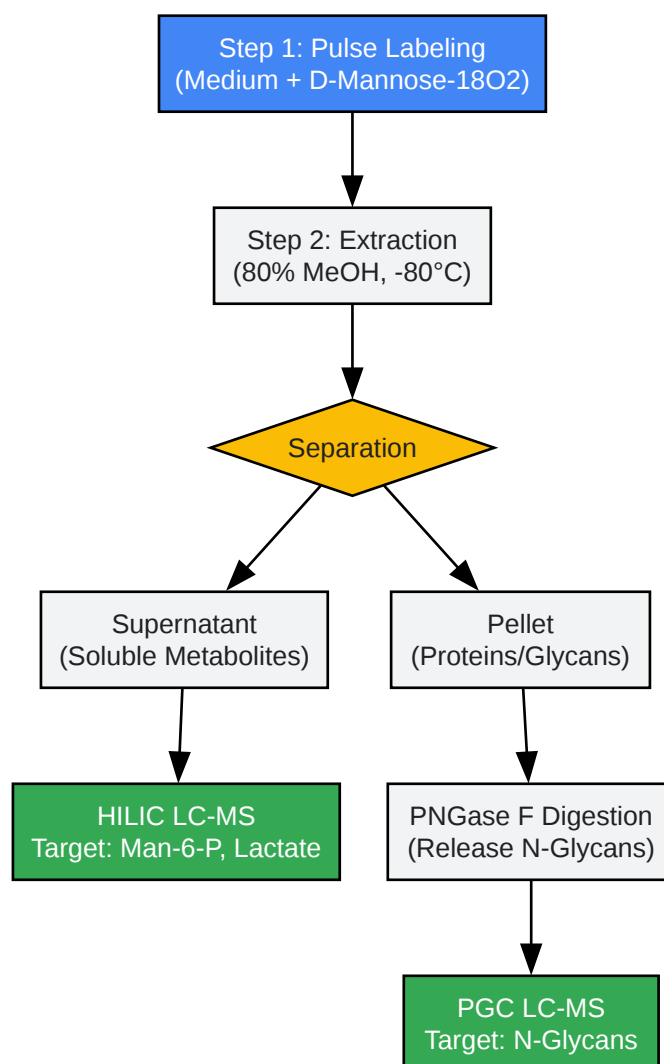 Step 1: Pulse Labeling
(Medium + D-Mannose-18O2)
Step 2: Extraction
(80% MeOH, -80°C)
Separation
Supernatant
(Soluble Metabolites)
Pellet
(Proteins/Glycans)
HILIC LC-MS
Target: Man-6-P, Lactate
PNGase F Digestion
(Release N-Glycans)
PGC LC-MS
Target: N-Glycans